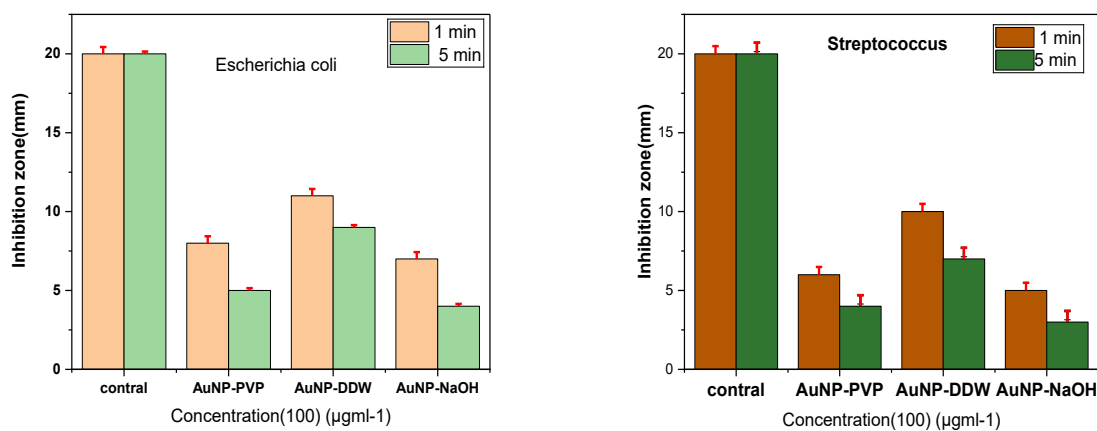 1 min
5 min
Escherichia coli
Inhibition zone(mm)
20
15
10
5
0
contral AuNP-PVP AuNP-DDW AuNP-NaOH
Concentration(100) (µgml-1)
1 min
5 min
Streptococcus
Inhibition zone(mm)
20
15
10
5
0
contral AuNP-PVP AuNP-DDW AuNP-NaOH
Concentration(100) (µgml-1)